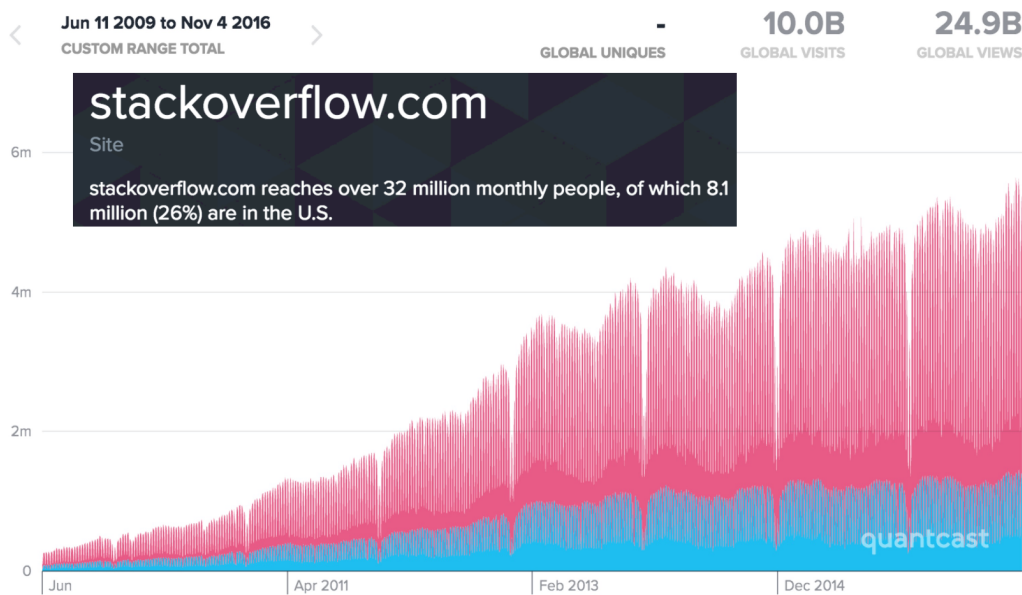 Jun 11 2009 to Nov 4 2016
CUSTOM RANGE TOTAL
-
GLOBAL UNIQUES
10.0B
GLOBAL VISITS
24.9B
GLOBAL VIEWS
stackoverflow.com
Site
stackoverflow.com reaches over 32 million monthly people, of which 8.1
million (26%) are in the U.S.
6m
4m
2m
0
quantcast
Jun
Apr 2011
Feb 2013
Dec 2014